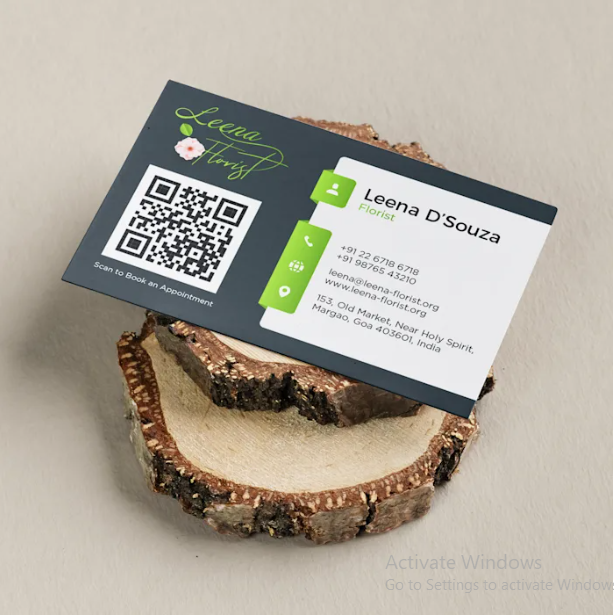 Leena
Florist
Scan to Book an Appointment
Leena D'Souza
Florist
+91 22 6718 6718
+91 98765 43210
leena@leena-florist.org
www.leena-florist.org
153, Old Market, Near Holy Spirit,
Margao, Goa 403601, India
Activate Windows
Go to Settings to activate Windows